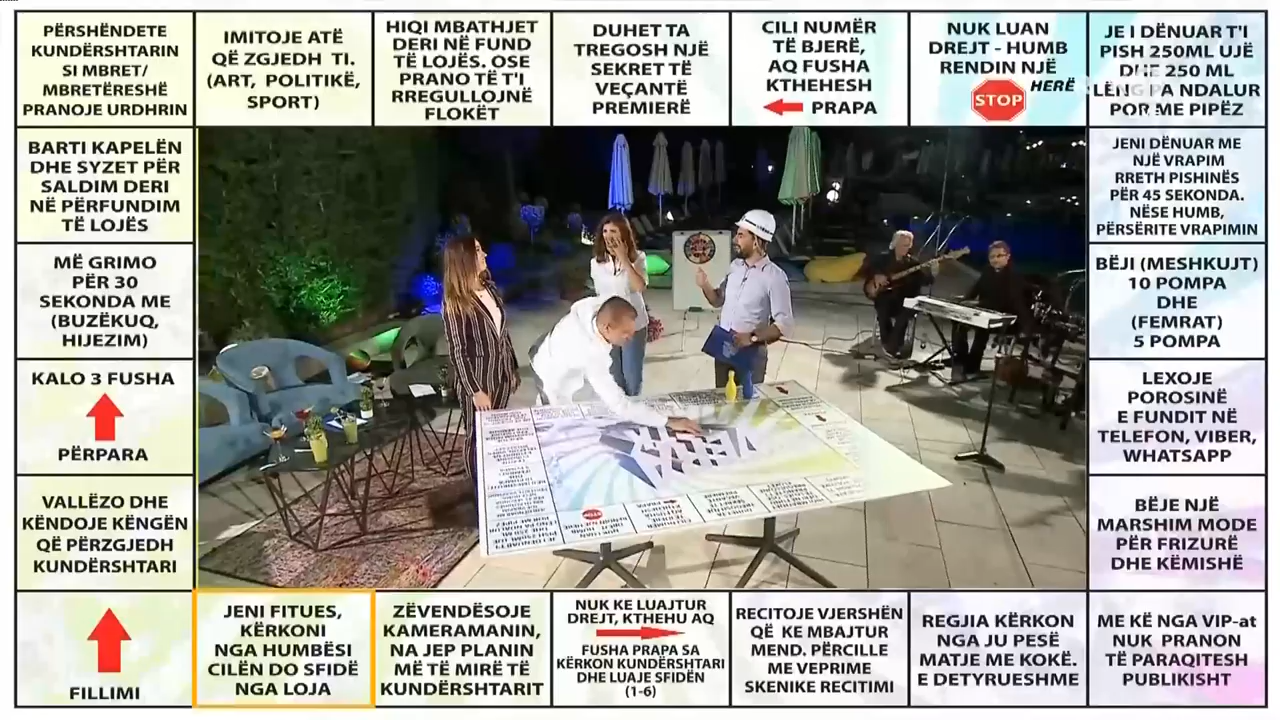 PËRSHËNDETE
KUNDËRSHTARIN
SI MBRET/
MBRETËRESHË
PRANOJE URDHRIN
IMITOJE ATË
QË ZGJEDH TI.
(ART, POLITIKË,
SPORT)
HIQI MBATHJET
DERI NË FUND
TË LOJËS. OSE
PRANO TË T'I
RREGULLOJNË
FLOKËT
DUHET TA
TREGOSH NJË
SEKRET TË
VEÇANTË
PREMIERË
CILI NUMËR
TË BJERË,
AQ FUSHA
KTHEHESH
PRAPA
NUK LUAN
DREJT - HUMB
RENDIN NJË
HERË
STOP
JE I DËNUAR T'I
PISH 250ML UJË
DHE 250 ML
LËNG PA NDALUR
POR ME PIPËZ
BARTI KAPELËN
DHE SYZET PËR
SALDIM DERI
NË PËRFUNDIM
TË LOJËS
JENI DËNUAR ME
NJË VRAPIM
RRETH PISHINËS
PËR 45 SEKONDA.
NËSE HUMB,
PËRSËRITE VRAPIMIN
MË GRIMO
PËR 30
SEKONDA ME
(BUZËKUQ,
HIJEZIM)
BËJI (MESHKUJT)
10 POMPA
DHE
(FEMRAT)
5 POMPA
KALO 3 FUSHA
PËRPARA
LEXOJE
POROSINË
E FUNDIT NË
TELEFON, VIBER,
WHATSAPP
VALLËZO DHE
KËNDOJE KËNGËN
QË PËRZGJEDH
KUNDËRSHTARI
BËJE NJË
MARSHIM MODE
PËR FRIZURË
DHE KËMISHË
FILLIMI
JENI FITUES,
KËRKONI
NGA HUMBËSI
CILËN DO SFIDË
NGA LOJA
ZËVENDËSOJE
KAMERAMANIN,
NA JEP PLANIN
MË TË MIRË TË
KUNDËRSHTARIT
NUK KE LUAJTUR
DREJT, KTHEHU AQ
FUSHA PRAPA SA
KËRKON KUNDËRSHTARI
DHE LUAJE SFIDËN
(1-6)
RECITOJE VJERSHËN
QË KE MBAJTUR
MEND. PËRCILLE
ME VEPRIME
SKENIKE RECITIMI
REGJIA KËRKON
NGA JU PESË
MATJE ME KOKË.
E DETYRUESHME
ME KË NGA VIP-at
NUK PRANON
TË PARAQITESH
PUBLIKISHT
VERA